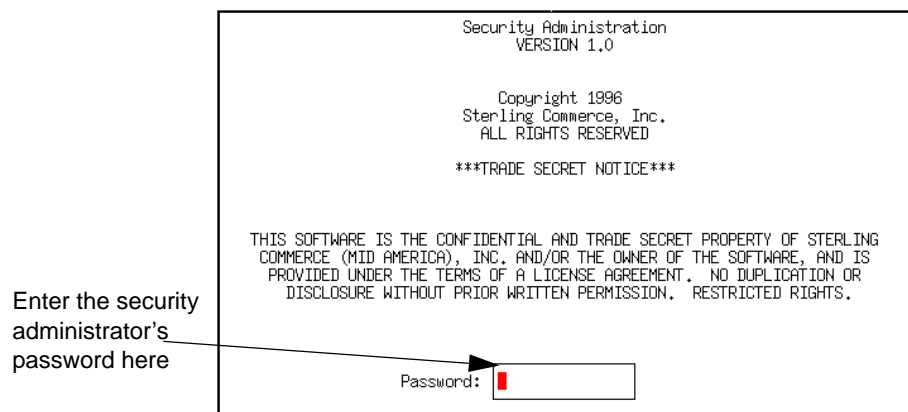 Security Administration
VERSION 1.0
Copyright 1996
Sterling Commerce, Inc.
ALL RIGHTS RESERVED
***TRADE SECRET NOTICE***
THIS SOFTWARE IS THE CONFIDENTIAL AND TRADE SECRET PROPERTY OF STERLING
COMMERCE (MID AMERICA), INC. AND/OR THE OWNER OF THE SOFTWARE, AND IS
PROVIDED UNDER THE TERMS OF A LICENSE AGREEMENT. NO DUPLICATION OR
DISCLOSURE WITHOUT PRIOR WRITTEN PERMISSION. RESTRICTED RIGHTS.
Enter the security
administrator’s
password here
Password: